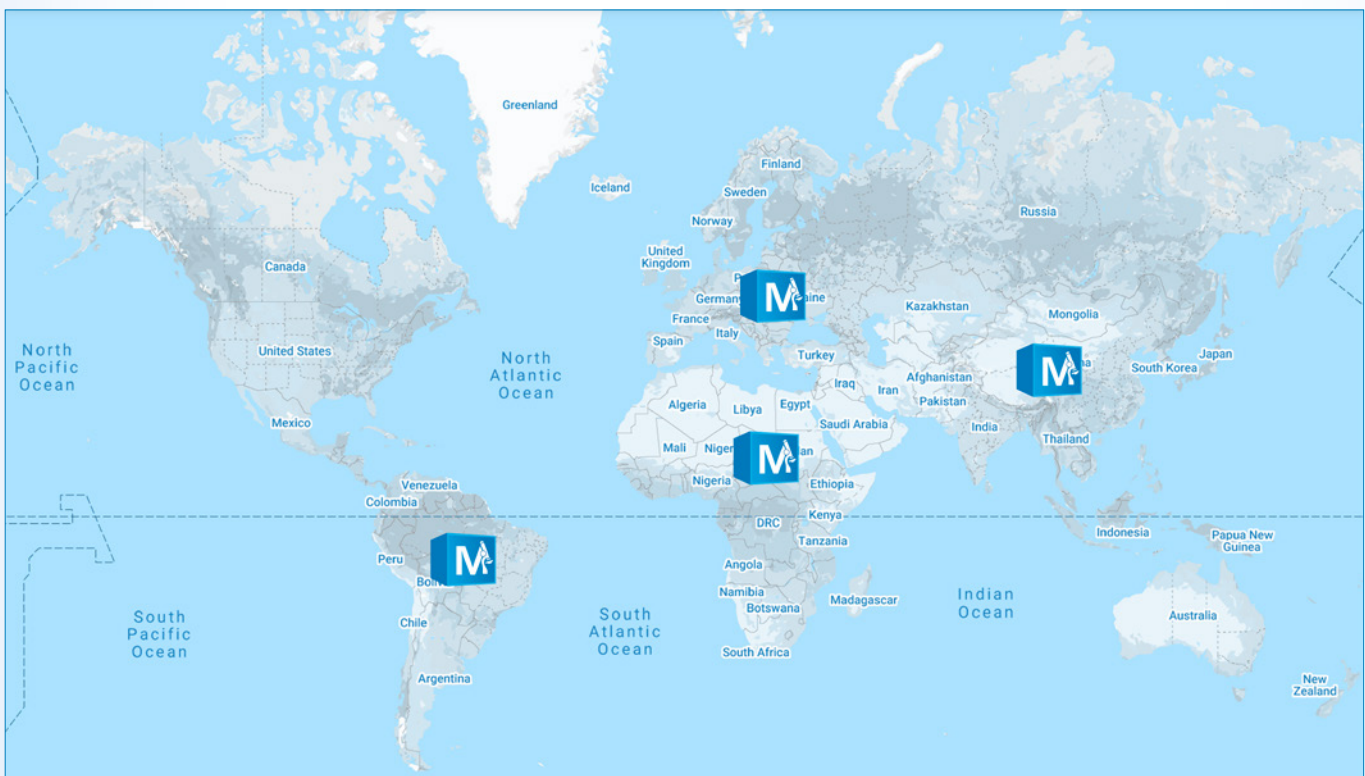 Greenland
Iceland
Finland
Sweden
Norway
Russia
United
Kingdom
Canada
Germany
France
Kazakhstan
Mongolia
Italy
Spain
United States
Turkey
Japan
South Korea
North
Pacific
Ocean
North
Atlantic
Ocean
Iraq
Iran
Afghanistan
Pakistan
Algeria
Libya
Egypt
Saudi Arabia
Mexico
India
Thailand
Mali
Niger
M
M
M
Nigeria
Ethiopia
Venezuela
Colombia
Kenya
DRC
Tanzania
Indonesia
Papua New
Guinea
Peru
M
Angola
Namibia
Botswana
Madagascar
Indian
Ocean
Australia
Chile
South
Pacific
Ocean
South
Atlantic
Ocean
South Africa
Argentina
New
Zealand